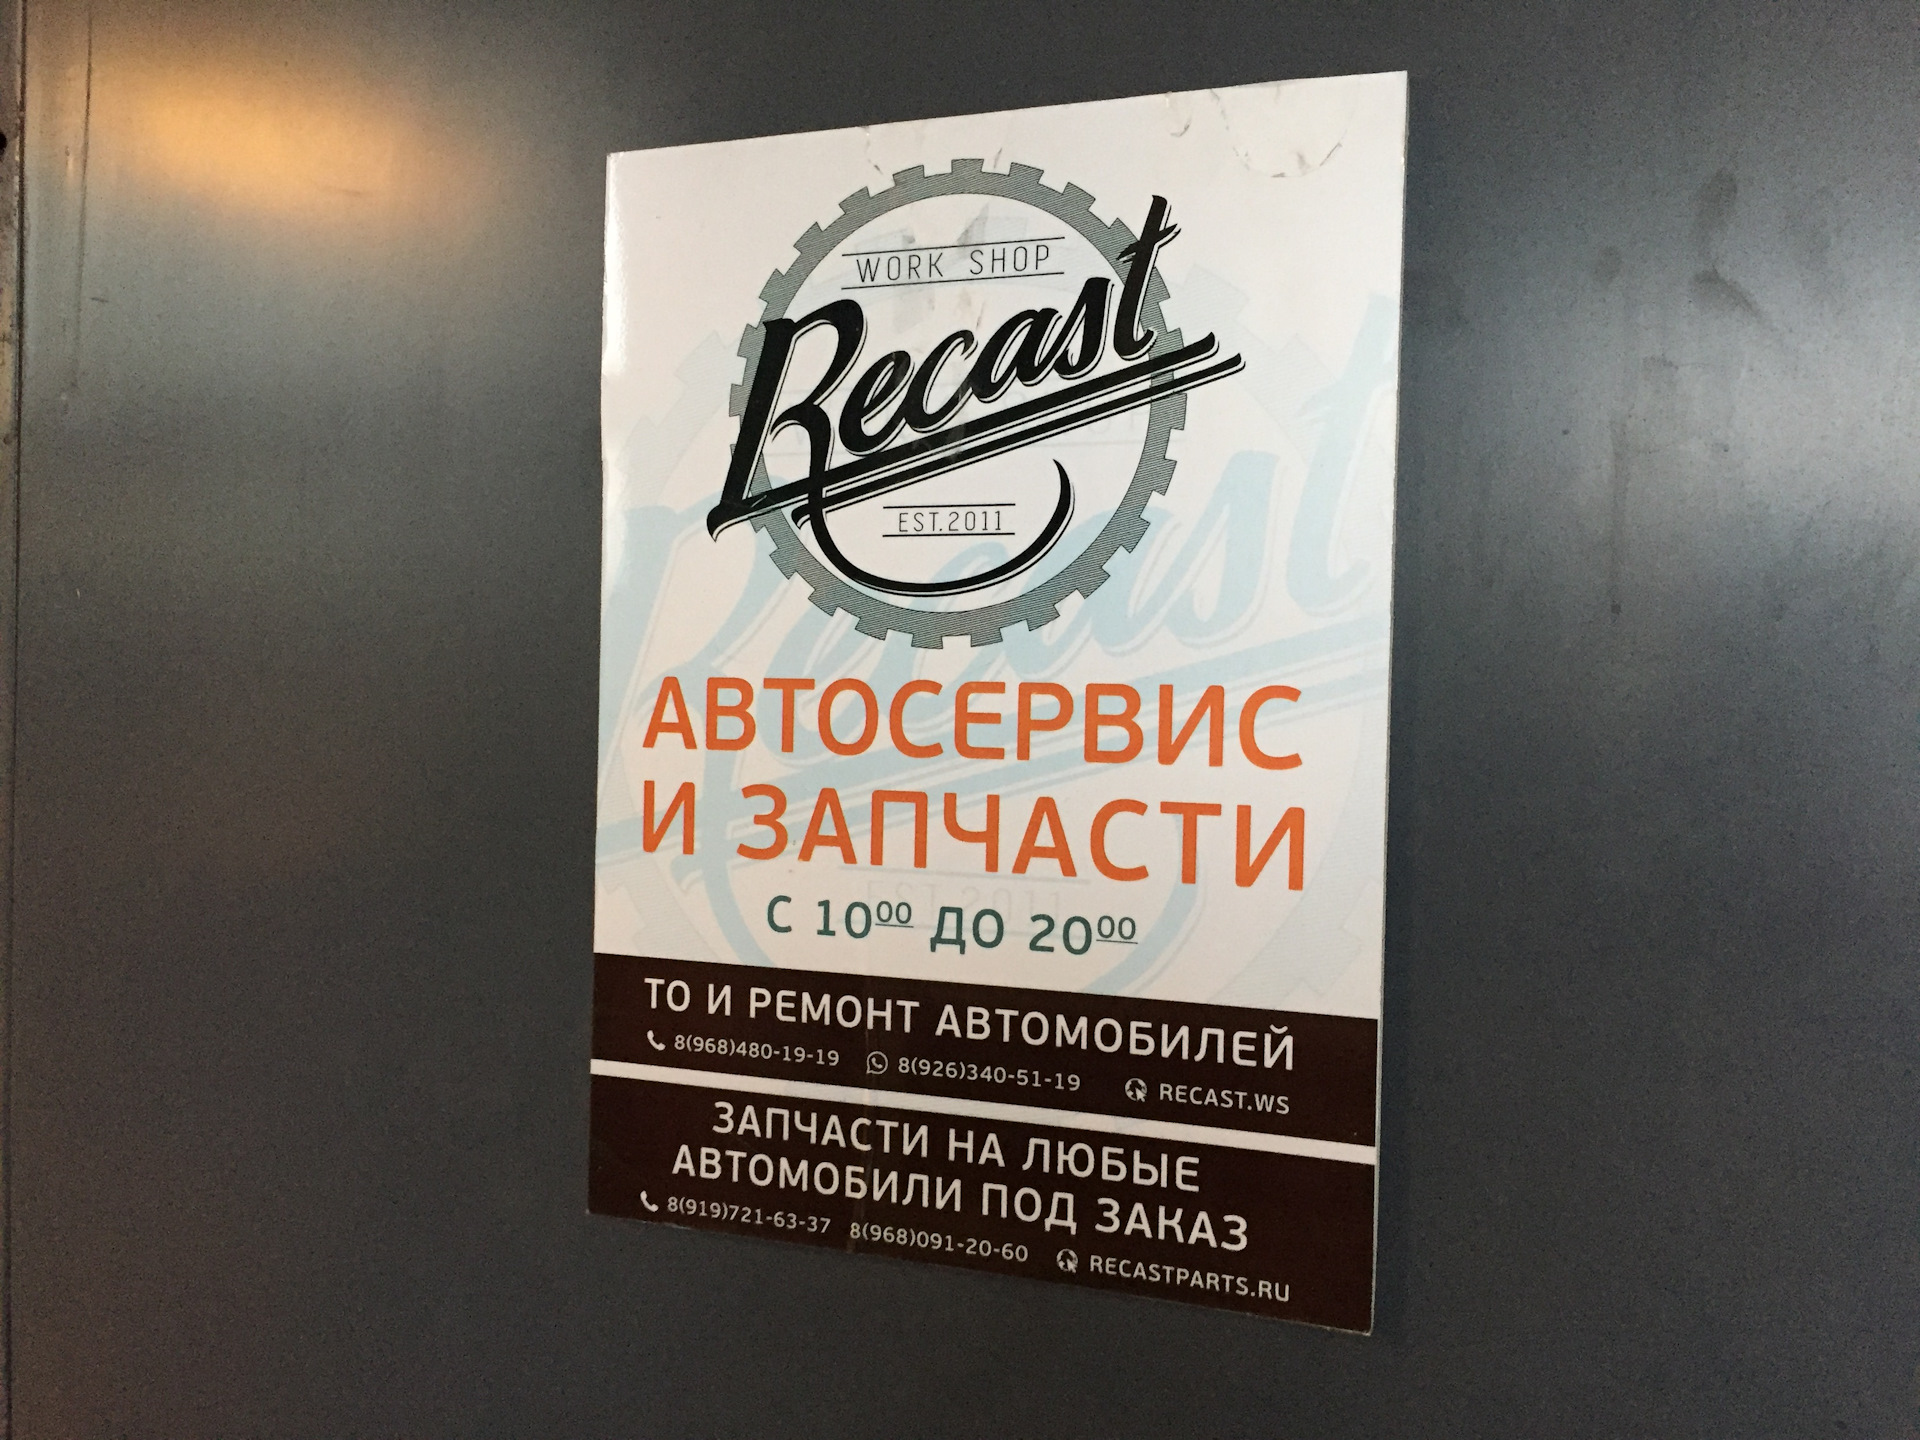 WORK SHOP
Recast
EST.2011
АВТОСЕРВИС
И ЗАПЧАСТИ
С 10⁰⁰ ДО 20⁰⁰
ТО И РЕМОНТ АВТОМОБИЛЕЙ
8(968)480-19-19 8(926)340-51-19 RECAST.WS
ЗАПЧАСТИ НА ЛЮБЫЕ
АВТОМОБИЛИ ПОД ЗАКАЗ
8(919)721-63-37 8(968)091-20-60 RECASTPARTS.RU